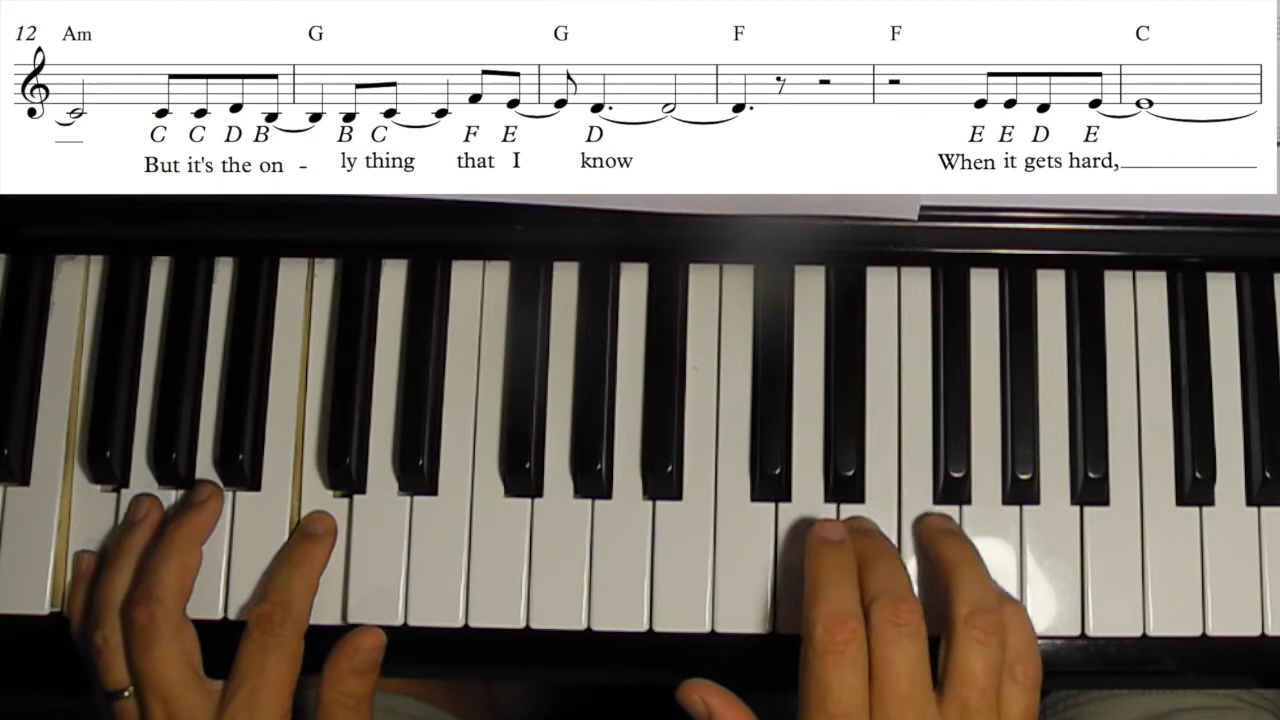 12 Am G G F F C
C C D B B C F E D E E D E
But it's the on - ly thing that I know When it gets hard,